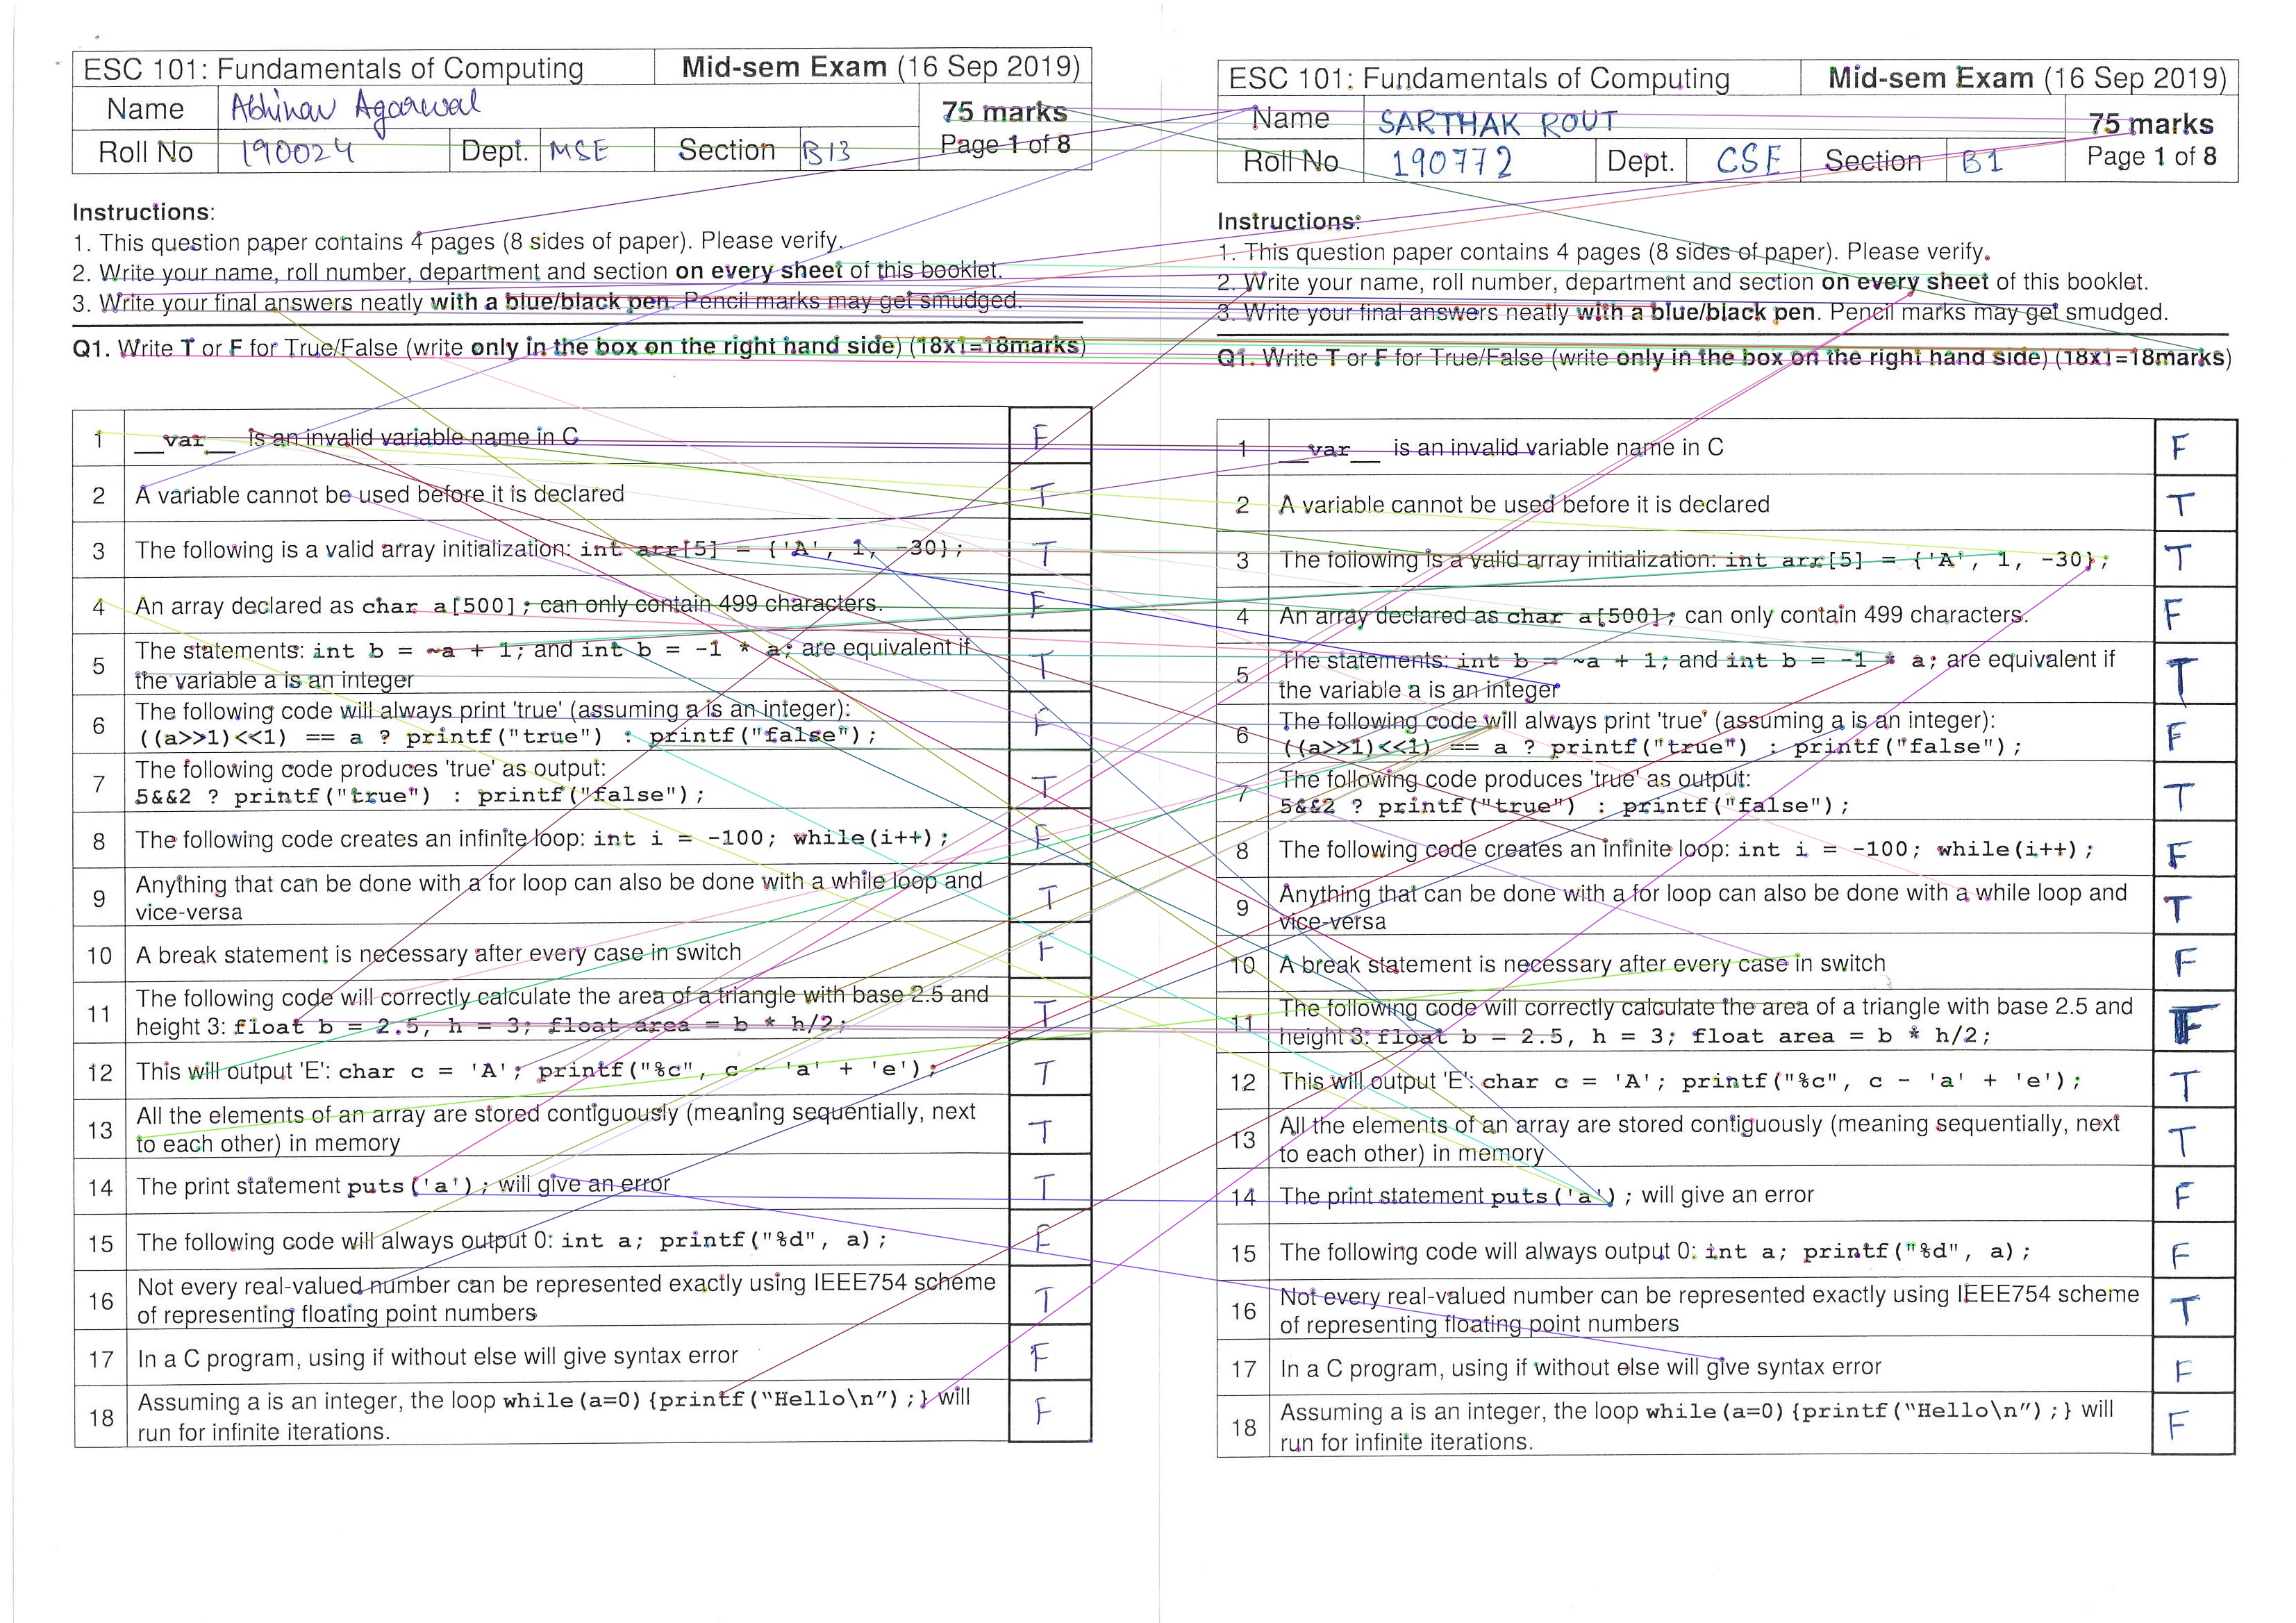 ESC 101: Fundamentals of Computing Mid-sem Exam (16 Sep 2019)
Name Abhinav Agarwal 75 marks
Roll No 190024 Dept. MSE Section B13 Page 1 of 8
Instructions:
1. This question paper contains 4 pages (8 sides of paper). Please verify.
2. Write your name, roll number, department and section on every sheet of this booklet.
3. Write your final answers neatly with a blue/black pen. Pencil marks may get smudged.
Q1. Write T or F for True/False (write only in the box on the right hand side) (18x1=18marks)
1 __var__ is an invalid variable name in C F
2 A variable cannot be used before it is declared T
3 The following is a valid array initialization: int arr[5] = {'A', 1, -30}; T
4 An array declared as char a[500]; can only contain 499 characters. F
5 The statements: int b = ~a + 1; and int b = -1 * a; are equivalent if T
the variable a is an integer
6 The following code will always print 'true' (assuming a is an integer): F
((a>>1)<<1) == a ? printf("true") : printf("false");
7 The following code produces 'true' as output: T
5&&2 ? printf("true") : printf("false");
8 The following code creates an infinite loop: int i = -100; while(i++); F
9 Anything that can be done with a for loop can also be done with a while loop and T
vice-versa
10 A break statement is necessary after every case in switch F
11 The following code will correctly calculate the area of a triangle with base 2.5 and T
height 3: float b = 2.5, h = 3; float area = b * h/2;
12 This will output 'E': char c = 'A'; printf("%c", c - 'a' + 'e'); T
13 All the elements of an array are stored contiguously (meaning sequentially, next T
to each other) in memory
14 The print statement puts('a'); will give an error T
15 The following code will always output 0: int a; printf("%d", a); F
16 Not every real-valued number can be represented exactly using IEEE754 scheme T
of representing floating point numbers
17 In a C program, using if without else will give syntax error F
18 Assuming a is an integer, the loop while(a=0){printf("Hello\n");} will F
run for infinite iterations.
ESC 101: Fundamentals of Computing Mid-sem Exam (16 Sep 2019)
Name SARTHAK ROUT 75 marks
Roll No 190772 Dept. CSE Section B1 Page 1 of 8
Instructions:
1. This question paper contains 4 pages (8 sides of paper). Please verify.
2. Write your name, roll number, department and section on every sheet of this booklet.
3. Write your final answers neatly with a blue/black pen. Pencil marks may get smudged.
Q1. Write T or F for True/False (write only in the box on the right hand side) (18x1=18marks)
1 __var__ is an invalid variable name in C F
2 A variable cannot be used before it is declared T
3 The following is a valid array initialization: int arr[5] = {'A', 1, -30}; T
4 An array declared as char a[500]; can only contain 499 characters. F
5 The statements: int b = ~a + 1; and int b = -1 * a; are equivalent if T
the variable a is an integer
6 The following code will always print 'true' (assuming a is an integer): F
((a>>1)<<1) == a ? printf("true") : printf("false");
7 The following code produces 'true' as output: T
5&&2 ? printf("true") : printf("false");
8 The following code creates an infinite loop: int i = -100; while(i++); F
9 Anything that can be done with a for loop can also be done with a while loop and T
vice-versa
10 A break statement is necessary after every case in switch F
11 The following code will correctly calculate the area of a triangle with base 2.5 and F
height 3: float b = 2.5, h = 3; float area = b * h/2;
12 This will output 'E': char c = 'A'; printf("%c", c - 'a' + 'e'); T
13 All the elements of an array are stored contiguously (meaning sequentially, next T
to each other) in memory
14 The print statement puts('a'); will give an error F
15 The following code will always output 0: int a; printf("%d", a); F
16 Not every real-valued number can be represented exactly using IEEE754 scheme T
of representing floating point numbers
17 In a C program, using if without else will give syntax error F
18 Assuming a is an integer, the loop while(a=0){printf("Hello\n");} will F
run for infinite iterations.